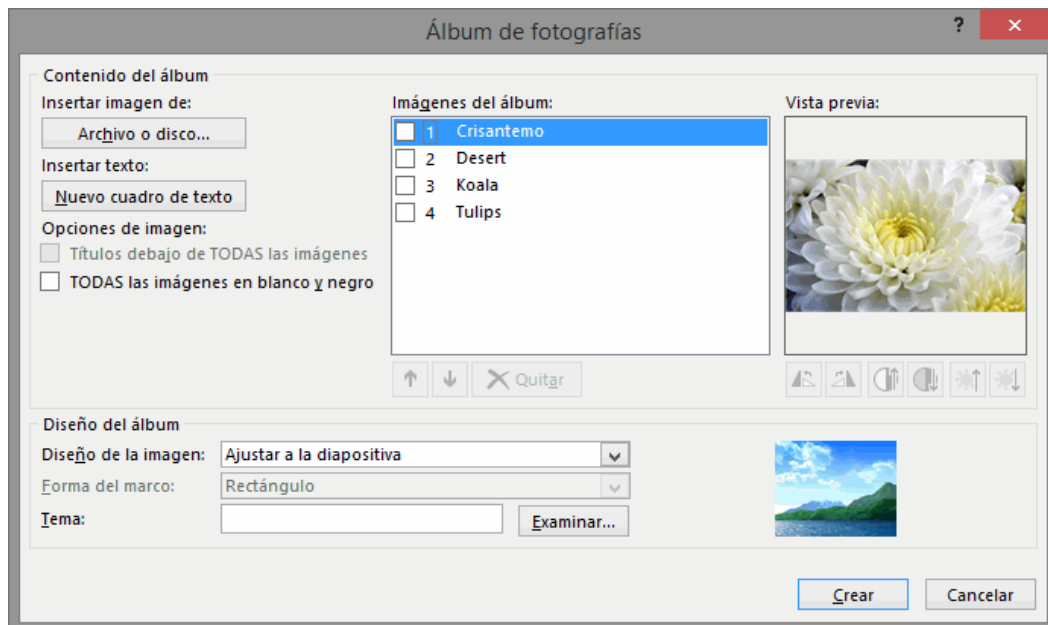 Álbum de fotografías
?
Contenido del álbum
Insertar imagen de:
Archivo o disco...
Insertar texto:
Nuevo cuadro de texto
Opciones de imagen:
Títulos debajo de TODAS las imágenes
TODAS las imágenes en blanco y negro
Imágenes del álbum:
1 Crisantemo
2 Desert
3 Koala
4 Tulips
Quitar
Vista previa:
Diseño del álbum
Diseño de la imagen: Ajustar a la diapositiva
Forma del marco: Rectángulo
Tema:
Examinar...
Crear
Cancelar